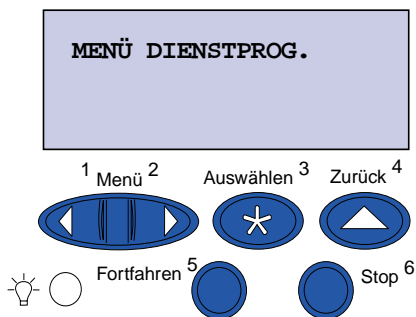 MENÜ DIENSTPROG.
1 Menü 2 Auswählen 3 Zurück 4
Fortfahren 5 Stop 6